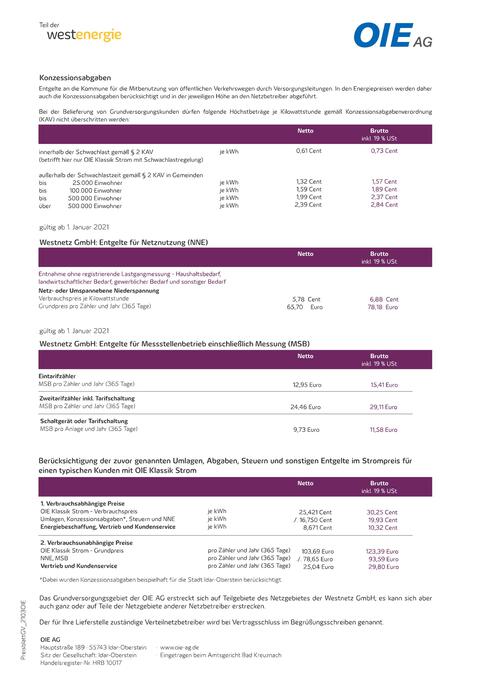 Teil der
westenergie
OIE AG
Konzessionsabgaben
Entgelte an die Kommune für die Mitbenutzung von öffentlichen Verkehrswegen durch Versorgungsleitungen. In den Energiepreisen werden daher
auch die Konzessionsabgaben berücksichtigt und in der jeweiligen Höhe an den Netzbetreiber abgeführt.
Bei der Belieferung von Grundversorgungskunden dürfen folgende Höchstbeträge je Kilowattstunde gemäß Konzessionsabgabenverordnung
(KAV) nicht überschritten werden:
Netto Brutto
inkl. 19 % USt
innerhalb der Schwachlast gemäß § 2 KAV je kWh 0,61 Cent 0,73 Cent
(betrifft hier nur OIE Klassik Strom mit Schwachlastregelung)
außerhalb der Schwachlastzeit gemäß § 2 KAV in Gemeinden
bis 25.000 Einwohner je kWh 1,32 Cent 1,57 Cent
bis 100.000 Einwohner je kWh 1,59 Cent 1,89 Cent
bis 500.000 Einwohner je kWh 1,99 Cent 2,37 Cent
über 500.000 Einwohner je kWh 2,39 Cent 2,84 Cent
gültig ab 1. Januar 2021
Westnetz GmbH: Entgelte für Netznutzung (NNE)
Netto Brutto
inkl. 19 % USt
Entnahme ohne registrierende Lastgangmessung - Haushaltsbedarf,
landwirtschaftlicher Bedarf, gewerblicher Bedarf und sonstiger Bedarf
Netz- oder Umspannebene Niederspannung
Verbrauchspreis je Kilowattstunde 5,78 Cent 6,88 Cent
Grundpreis pro Zähler und Jahr (365 Tage) 65,70 Euro 78,18 Euro
gültig ab 1. Januar 2021
Westnetz GmbH: Entgelte für Messstellenbetrieb einschließlich Messung (MSB)
Netto Brutto
inkl. 19 % USt
Eintarifzähler
MSB pro Zähler und Jahr (365 Tage) 12,95 Euro 15,41 Euro
Zweitarifzähler inkl. Tarifschaltung
MSB pro Zähler und Jahr (365 Tage) 24,46 Euro 29,11 Euro
Schaltgerät oder Tarifschaltung
MSB pro Anlage und Jahr (365 Tage) 9,73 Euro 11,58 Euro
Berücksichtigung der zuvor genannten Umlagen, Abgaben, Steuern und sonstigen Entgelte im Strompreis für
einen typischen Kunden mit OIE Klassik Strom
Netto Brutto
inkl. 19 % USt
1. Verbrauchsabhängige Preise
OIE Klassik Strom - Verbrauchspreis je kWh 25,421 Cent 30,25 Cent
Umlagen, Konzessionsabgaben*, Steuern und NNE je kWh / 16,750 Cent 19,93 Cent
Energiebeschaffung, Vertrieb und Kundenservice je kWh 8,671 Cent 10,32 Cent
2. Verbrauchsunabhängige Preise
OIE Klassik Strom - Grundpreis pro Zähler und Jahr (365 Tage) 103,69 Euro 123,39 Euro
NNE, MSB pro Zähler und Jahr (365 Tage) / 78,65 Euro 93,59 Euro
Vertrieb und Kundenservice pro Zähler und Jahr (365 Tage) 25,04 Euro 29,80 Euro
*Dabei wurden Konzessionsabgaben beispielhaft für die Stadt Idar-Oberstein berücksichtigt.
Das Grundversorgungsgebiet der OIE AG erstreckt sich auf Teilgebiete des Netzgebietes der Westnetz GmbH; es kann sich aber
auch ganz oder auf Teile der Netzgebiete anderer Netzbetreiber erstrecken.
Der für Ihre Lieferstelle zuständige Verteilnetzbetreiber wird bei Vertragsschluss im Begrüßungsschreiben genannt.
OIE AG
Hauptstraße 189 · 55743 Idar-Oberstein · www.oie-ag.de
Sitz der Gesellschaft: Idar-Oberstein · Eingetragen beim Amtsgericht Bad Kreuznach
Handelsregister Nr. HRB 10017
PreisblattGV_2103OIE